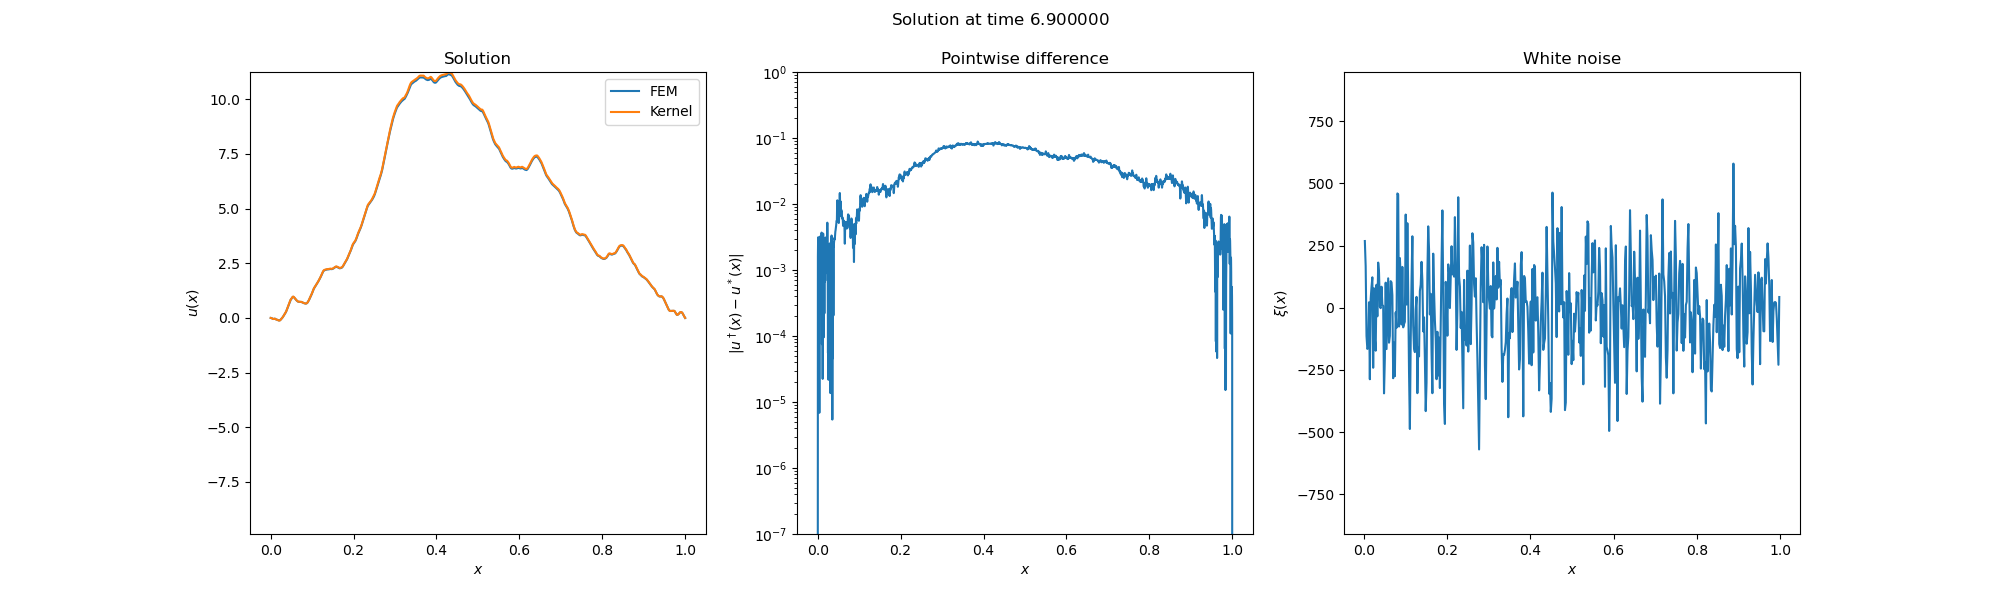 Solution at time 6.900000
Solution
10.0
7.5
5.0
2.5
0.0
−2.5
−5.0
−7.5
u(x)
FEM
Kernel
0.0 0.2 0.4 0.6 0.8 1.0
x
Pointwise difference
10⁰
10⁻¹
10⁻²
10⁻³
10⁻⁴
10⁻⁵
10⁻⁶
10⁻⁷
|u†(x) − u*(x)|
0.0 0.2 0.4 0.6 0.8 1.0
x
White noise
750
500
250
0
−250
−500
−750
ξ(x)
0.0 0.2 0.4 0.6 0.8 1.0
x